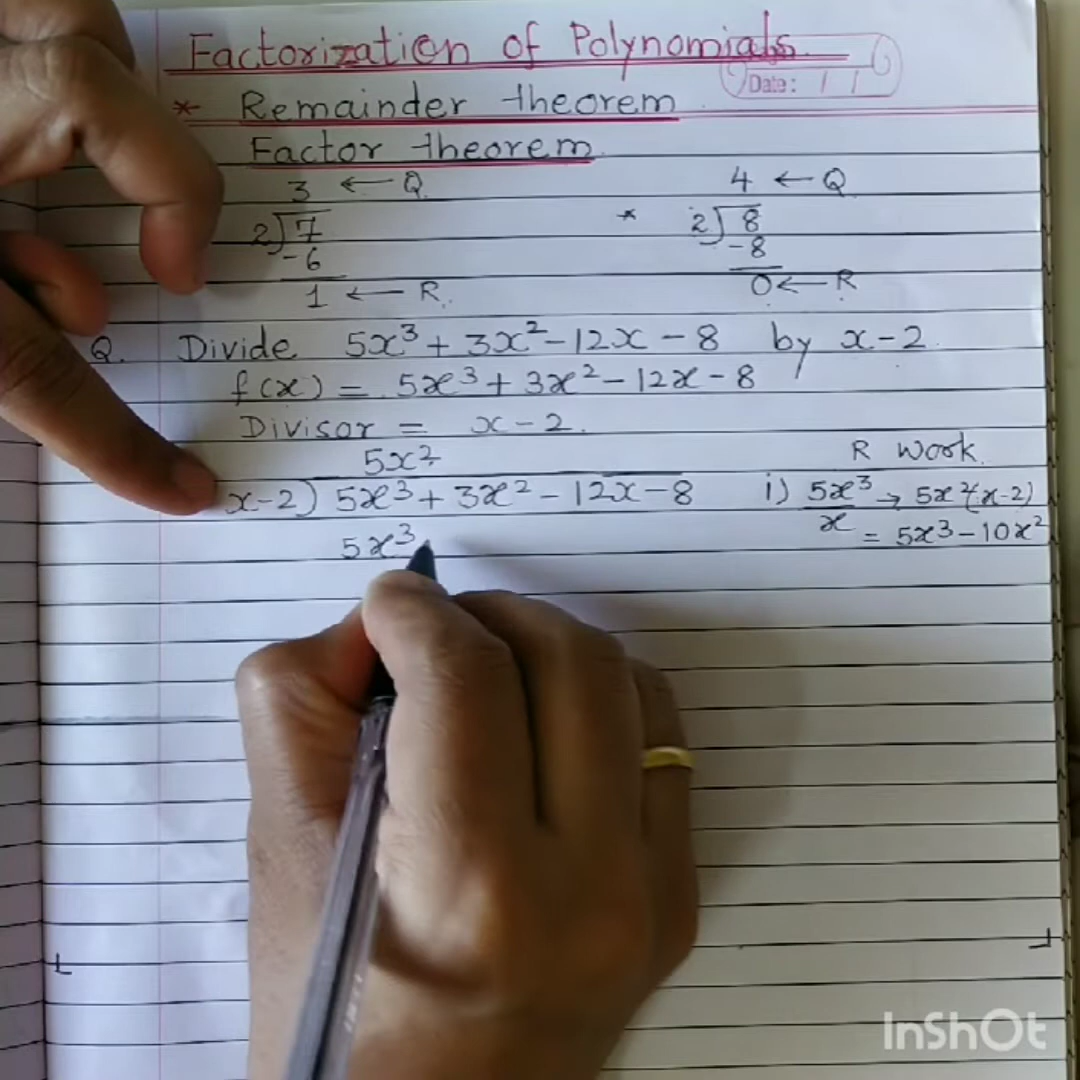 Factorization of Polynomials.
Date: / /
* Remainder theorem
Factor theorem
3 ← Q
2) 7
-6
1 ← R.
* 4 ← Q
2) 8
-8
0 ← R
Q. Divide 5x³ + 3x² - 12x - 8 by x - 2.
f(x) = 5x³ + 3x² - 12x - 8
Divisor = x - 2.
5x²
x-2) 5x³ + 3x² - 12x - 8
5x³
R Work.
i) 5x³/x → 5x²(x-2)
= 5x³ - 10x²
InShOt